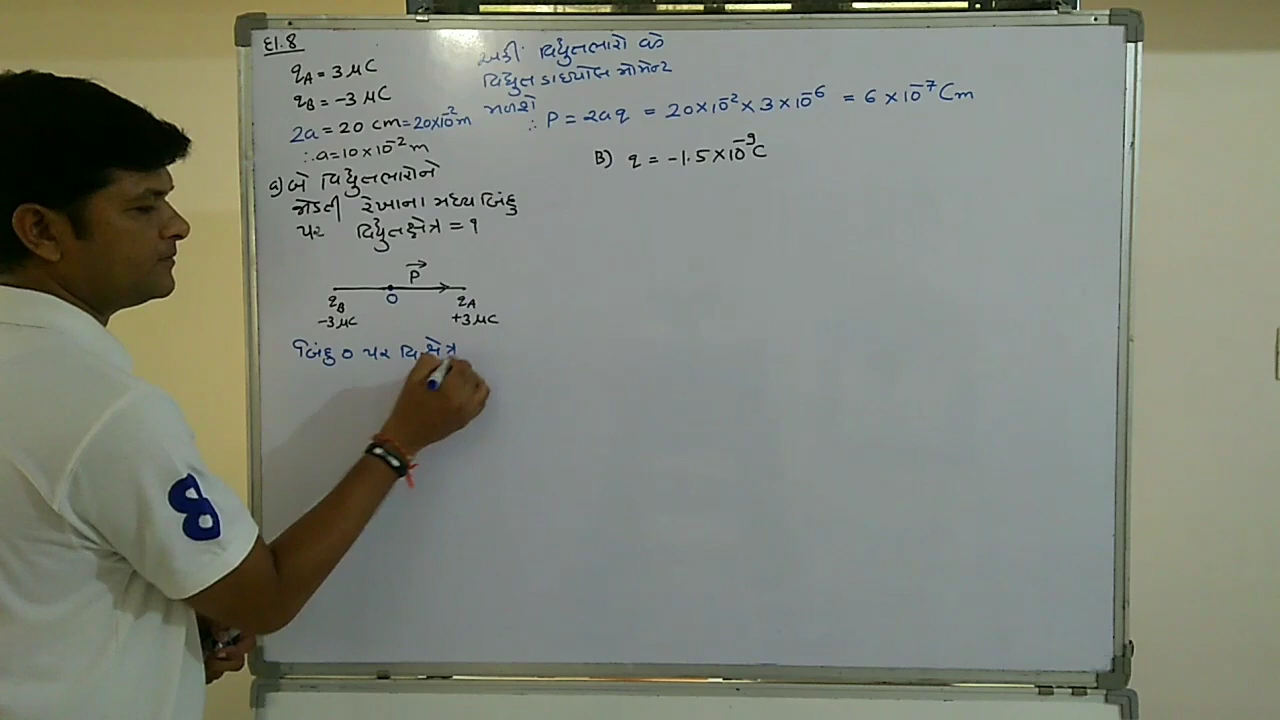 દા.8
qA = 3 μC
qB = -3 μC
2a = 20 cm = 20×10⁻² m
∴ a = 10 × 10⁻² m
a) બે વિદ્યુતભારોને
જોડતી રેખાના મધ્ય બિંદુ
પર વિદ્યુતક્ષેત્ર = ?
P⃗
O
qB qA
-3 μC +3 μC
બિંદુ O પર વિ.ક્ષેત્ર
અહીં વિદ્યુતભારો કે
વિદ્યુત ડાઇપોલ મોમેન્ટ
મળશે
∴ P = 2aq = 20×10⁻² × 3 × 10⁻⁶ = 6 × 10⁻⁷ Cm
B) q = -1.5 × 10⁻⁹ C
8